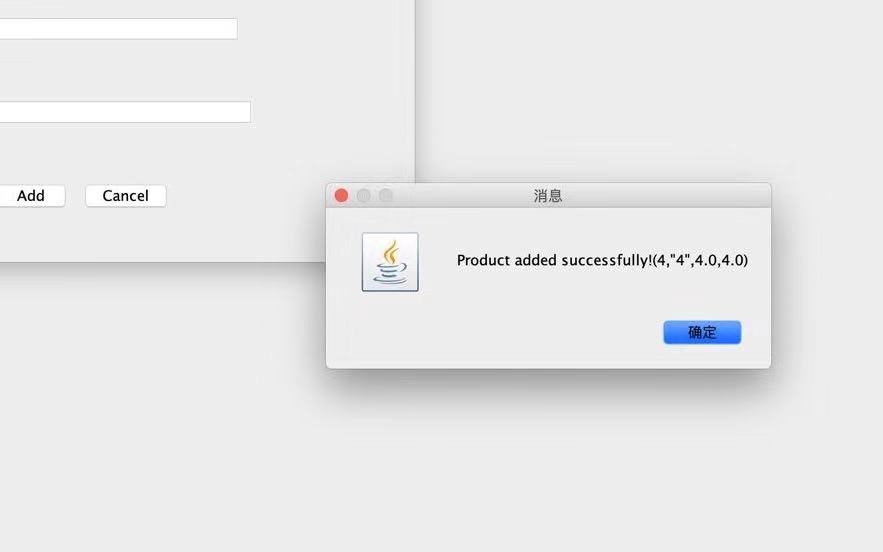 Add
Cancel
消息
Product added successfully!(4,"4",4.0,4.0)
确定